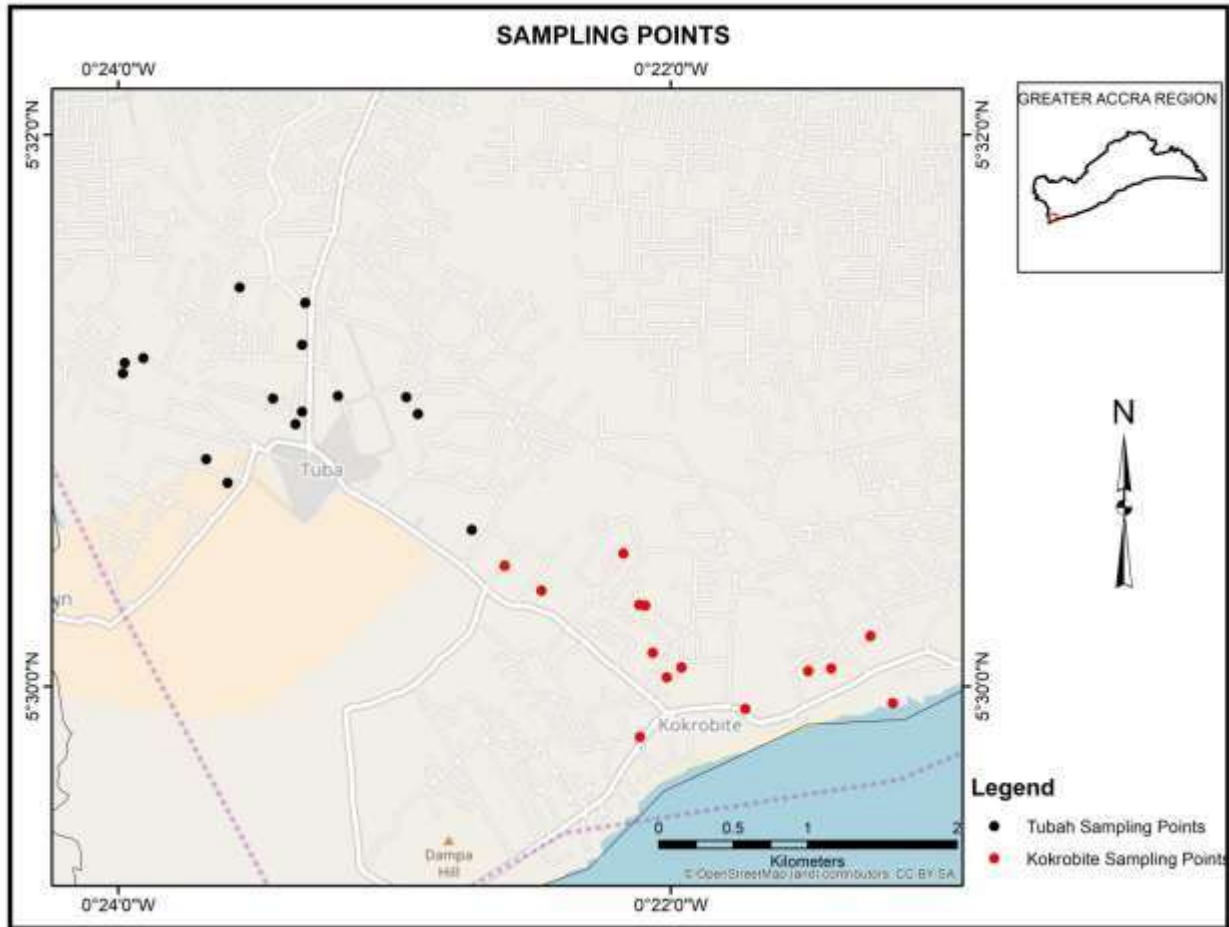 SAMPLING POINTS
0°24'0"W
0°22'0"W
5°32'0"N
5°32'0"N
GREATER ACCRA REGION
N
Tuba
5°30'0"N
5°30'0"N
Kokrobite
Legend
Tubah Sampling Points
Kokrobite Sampling Points
0
0.5
1
2
Kilometers
Dampa
Hill
© OpenStreetMap (and) contributors, CC BY SA
0°24'0"W
0°22'0"W